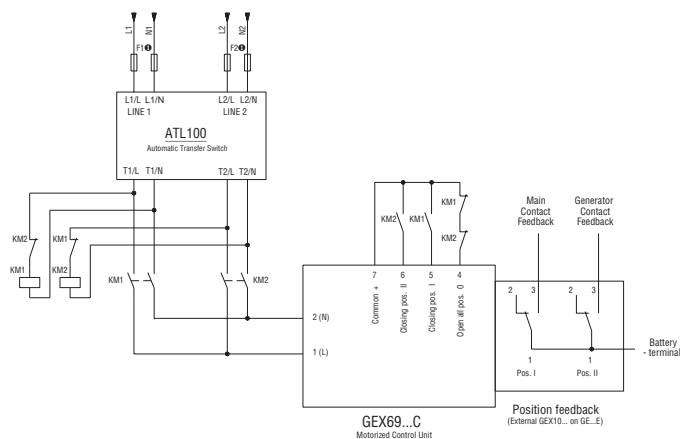 L1 N1 L2 N2
F1❶ F2❶
L1/L L1/N L2/L L2/N
LINE 1 LINE 2
ATL100
Automatic Transfer Switch
T1/L T1/N T2/L T2/N
KM2 KM1
KM1 KM2
KM1 KM2
KM2 KM1 KM1
KM2
7 6 5 4
Common +
Closing pos. II
Closing pos. I
Open all pos. 0
2 (N)
1 (L)
GEX69...C
Motorized Control Unit
Main
Contact
Feedback
Generator
Contact
Feedback
2 3 2 3
1 1
Pos. I Pos. II
Battery
- terminal
Position feedback
(External GEX10... on GE...E)